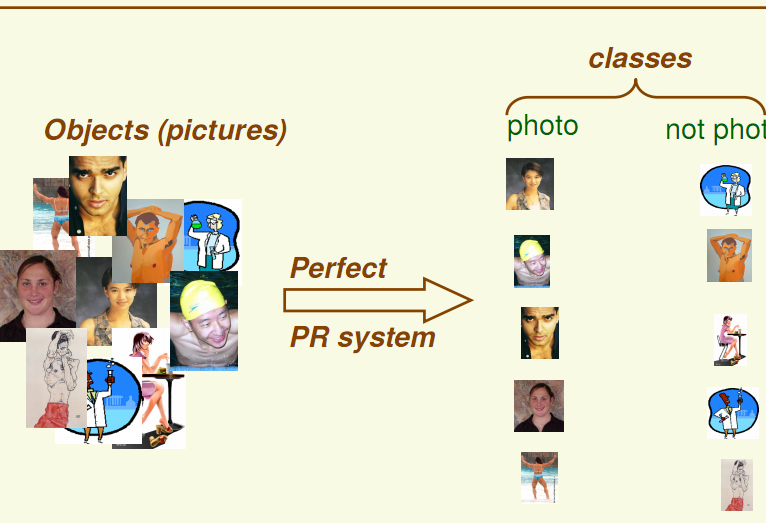 classes
Objects (pictures)
photo
not phot
Perfect
PR system